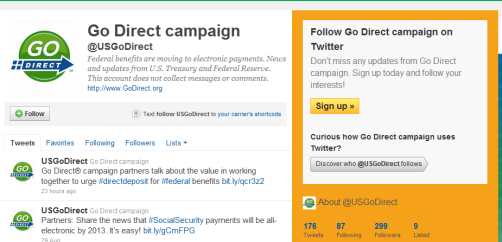 GO
DIRECT
Go Direct campaign
@USGoDirect
Federal benefits are moving to electronic payments. News
and updates from U.S. Treasury and Federal Reserve.
This account does not collect messages or comments.
http://www.GoDirect.org
Follow
Text follow USGoDirect to your carrier's shortcode
Tweets Favorites Following Followers Lists
USGoDirect Go Direct campaign
Go Direct® campaign partners talk about the value in working
together to urge #directdeposit for #federal benefits bit.ly/qcr3z2
23 hours ago
USGoDirect Go Direct campaign
Partners: Share the news that #SocialSecurity payments will be all-
electronic by 2013. It's easy! bit.ly/gCmFPG
29 Aug
Follow Go Direct campaign on
Twitter
Don't miss any updates from Go Direct
campaign. Sign up today and follow your
interests!
Sign up »
Curious how Go Direct campaign uses
Twitter?
Discover who @USGoDirect follows
About @USGoDirect
176 87 299 9
Tweets Following Followers Listed